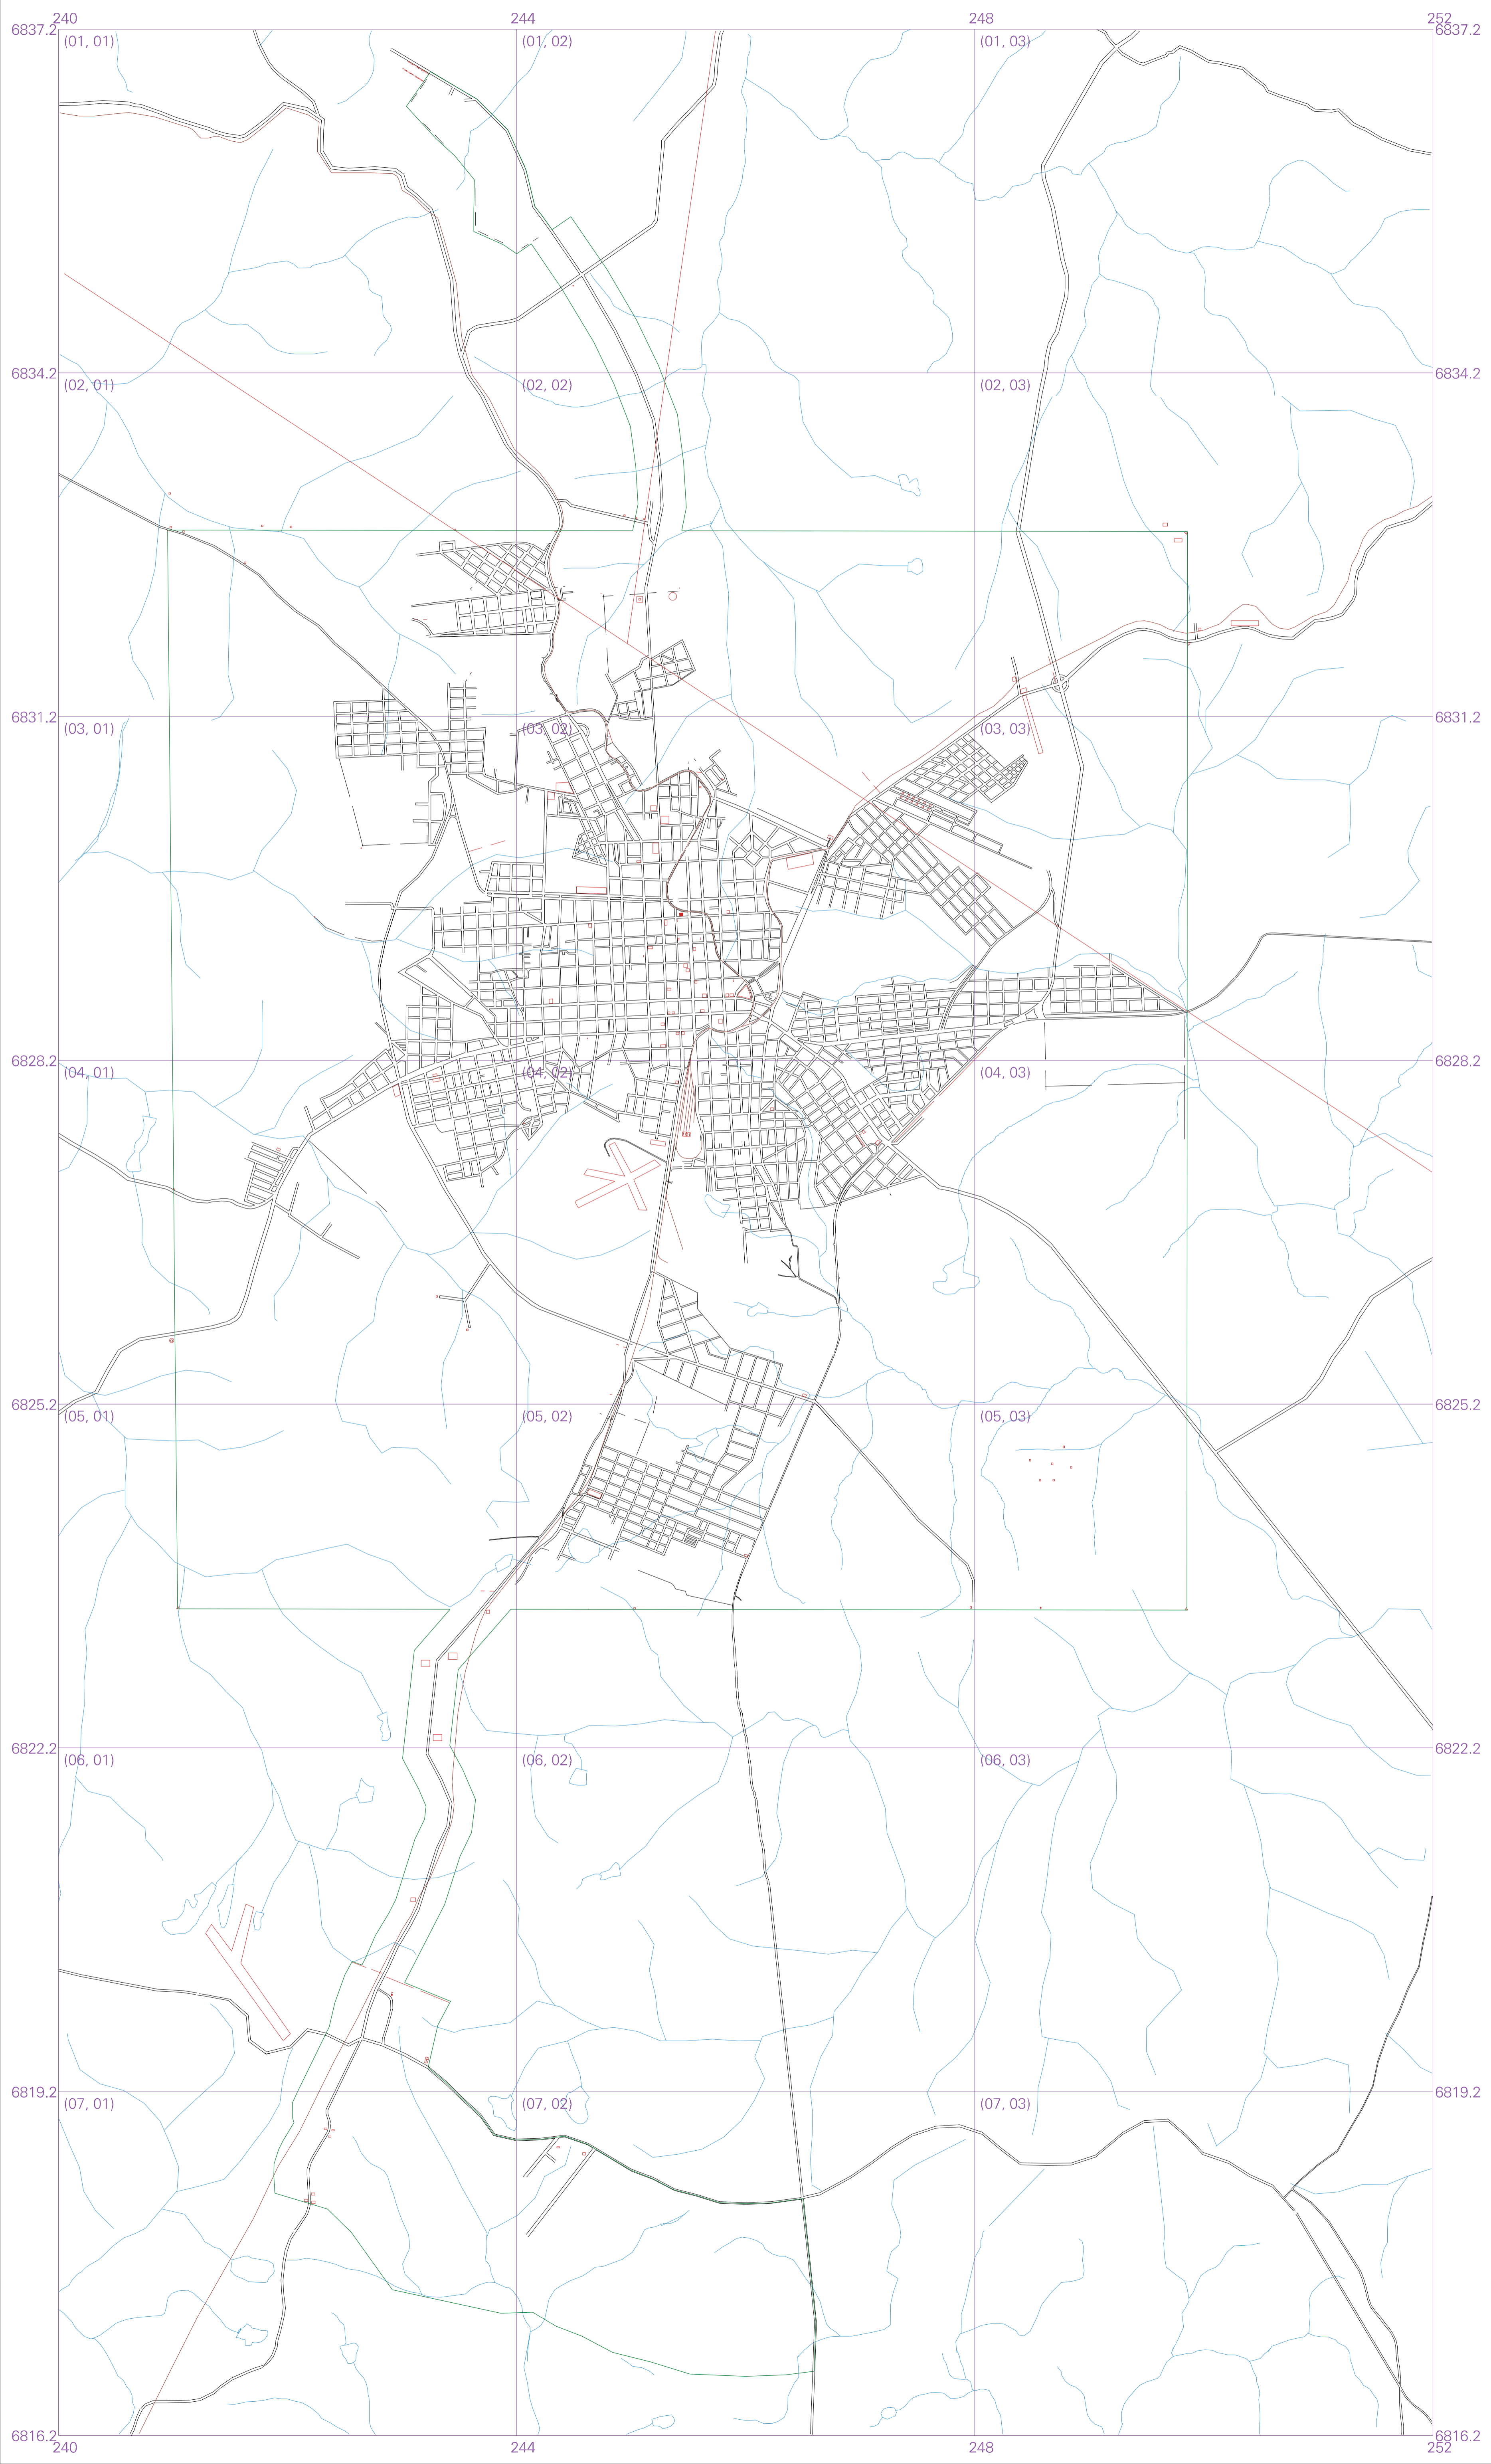 240 244 248 252
6837.2 6837.2
(01, 01) (01, 02) (01, 03)
6834.2 6834.2
(02, 01) (02, 02) (02, 03)
6831.2 6831.2
(03, 01) (03, 02) (03, 03)
6828.2 6828.2
(04, 01) (04, 02) (04, 03)
6825.2 6825.2
(05, 01) (05, 02) (05, 03)
6822.2 6822.2
(06, 01) (06, 02) (06, 03)
6819.2 6819.2
(07, 01) (07, 02) (07, 03)
6816.2 6816.2
240 244 248 252